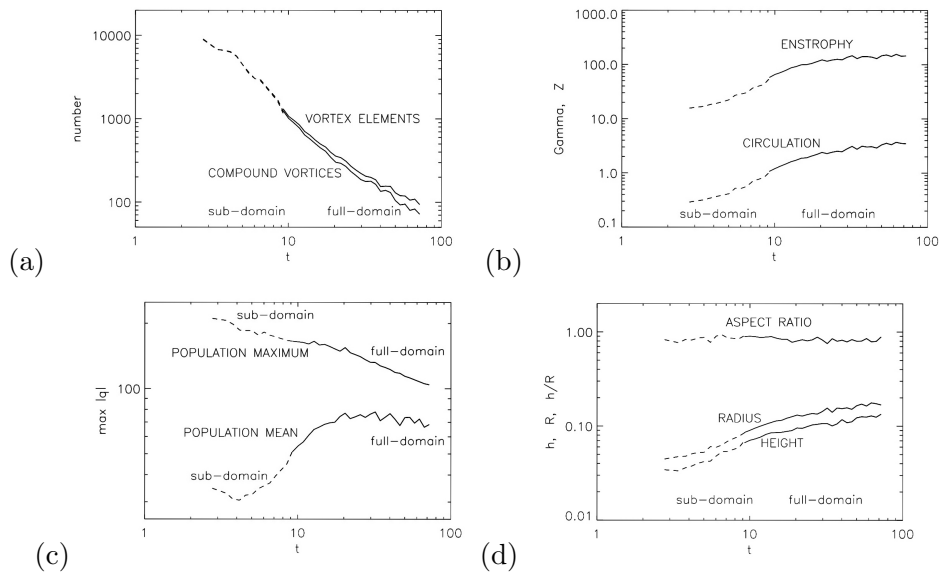 10000
1000
100
number
VORTEX ELEMENTS
COMPOUND VORTICES
sub-domain full-domain
1 10 100
t
(a)
1000.0
100.0
10.0
1.0
0.1
Gamma, Z
ENSTROPHY
CIRCULATION
sub-domain full-domain
1 10 100
t
(b)
100
max |q|
sub-domain
POPULATION MAXIMUM
full-domain
POPULATION MEAN
full-domain
sub-domain
1 10 100
t
(c)
1.00
0.10
0.01
h, R, h/R
ASPECT RATIO
RADIUS
HEIGHT
sub-domain full-domain
1 10 100
t
(d)